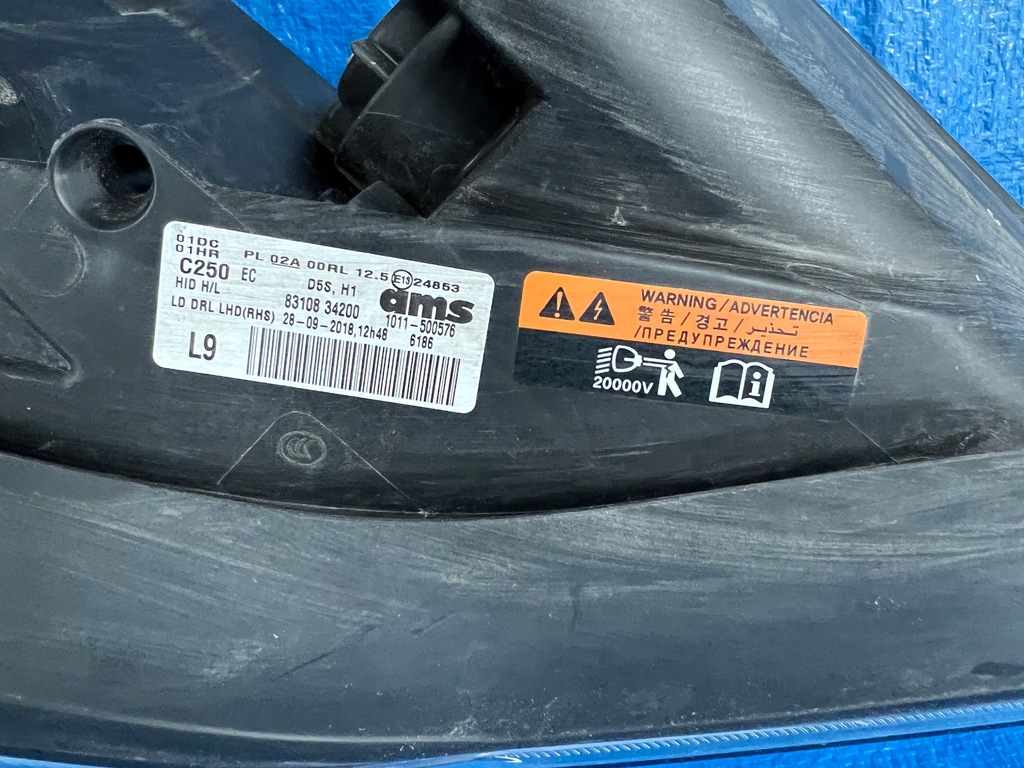 01DC
01HR PL 02A 00RL 12.5 E13 24853
C250 EC D5S, H1
HID H/L 83108 34200 ams
LD DRL LHD(RHS) 28-09-2018,12h48 1011-500576
6186
L9
WARNING / ADVERTENCIA
警告 / 경고 / تحذير
/ПРЕДУПРЕЖДЕНИЕ
20000V
i